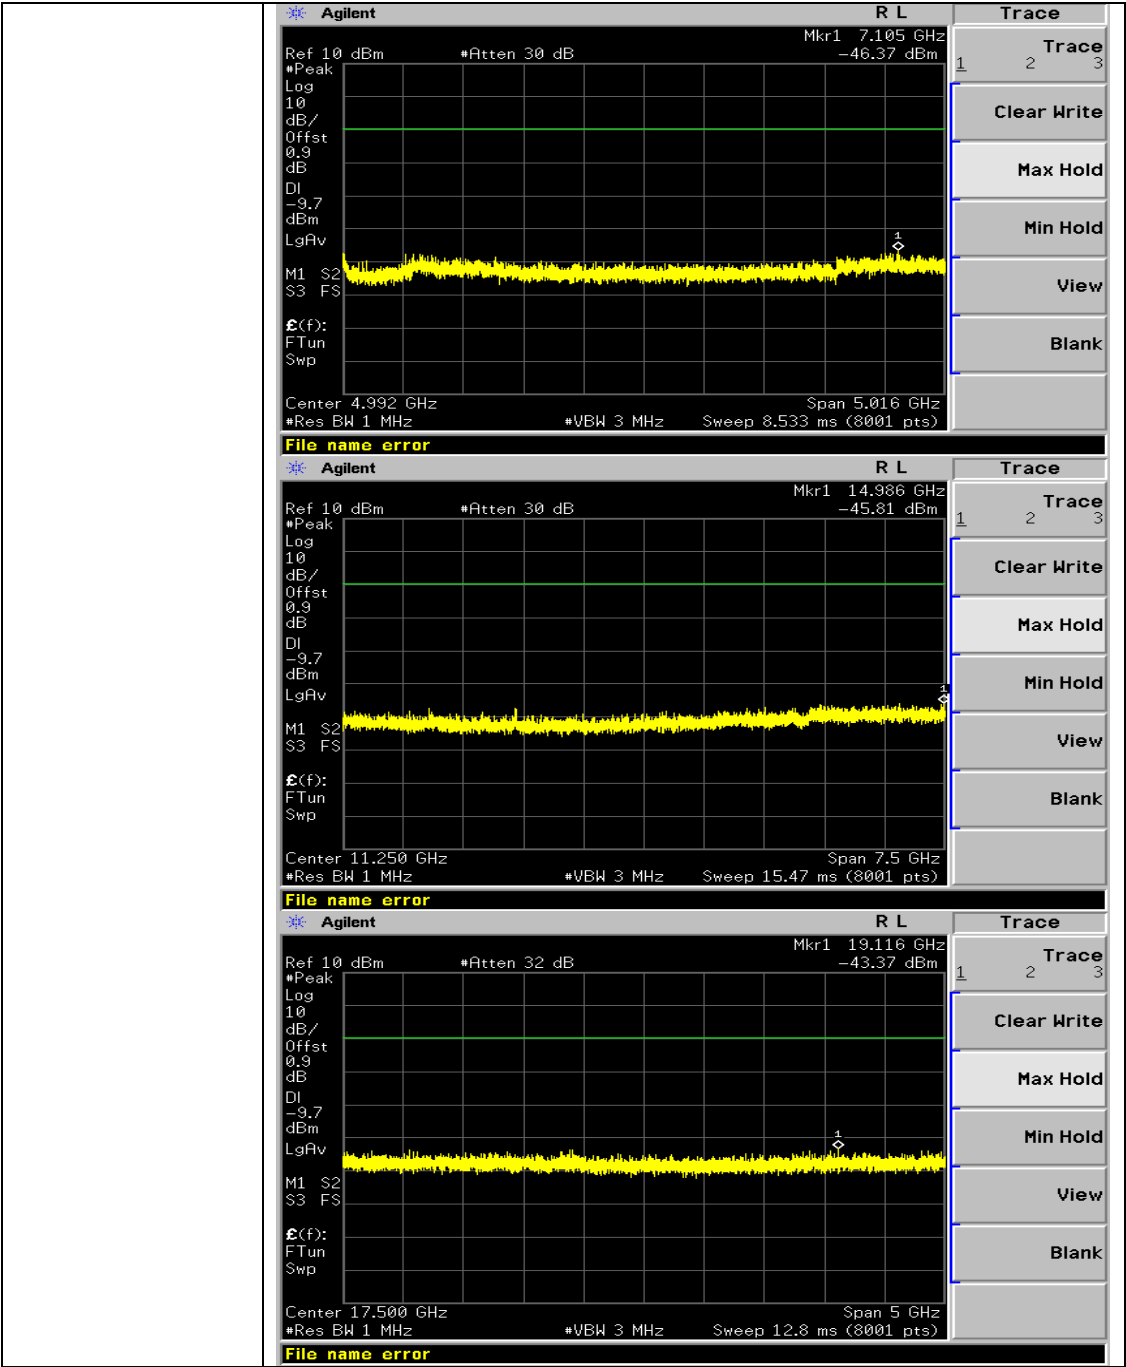 Agilent R L Trace
Mkr1 7.105 GHz
Ref 10 dBm #Atten 30 dB -46.37 dBm
#Peak
Log
10
dB/
Offst
0.9
dB
DI
-9.7
dBm
LgAv
M1 S2
S3 FS
£(f):
FTun
Swp
1
Center 4.992 GHz Span 5.016 GHz
#Res BW 1 MHz #VBW 3 MHz Sweep 8.533 ms (8001 pts)
File name error
Trace
1 2 3
Clear Write
Max Hold
Min Hold
View
Blank
Agilent R L Trace
Mkr1 14.986 GHz
Ref 10 dBm #Atten 30 dB -45.81 dBm
#Peak
Log
10
dB/
Offst
0.9
dB
DI
-9.7
dBm
LgAv
M1 S2
S3 FS
£(f):
FTun
Swp
1
Center 11.250 GHz Span 7.5 GHz
#Res BW 1 MHz #VBW 3 MHz Sweep 15.47 ms (8001 pts)
File name error
Trace
1 2 3
Clear Write
Max Hold
Min Hold
View
Blank
Agilent R L Trace
Mkr1 19.116 GHz
Ref 10 dBm #Atten 32 dB -43.37 dBm
#Peak
Log
10
dB/
Offst
0.9
dB
DI
-9.7
dBm
LgAv
M1 S2
S3 FS
£(f):
FTun
Swp
1
Center 17.500 GHz Span 5 GHz
#Res BW 1 MHz #VBW 3 MHz Sweep 12.8 ms (8001 pts)
File name error
Trace
1 2 3
Clear Write
Max Hold
Min Hold
View
Blank